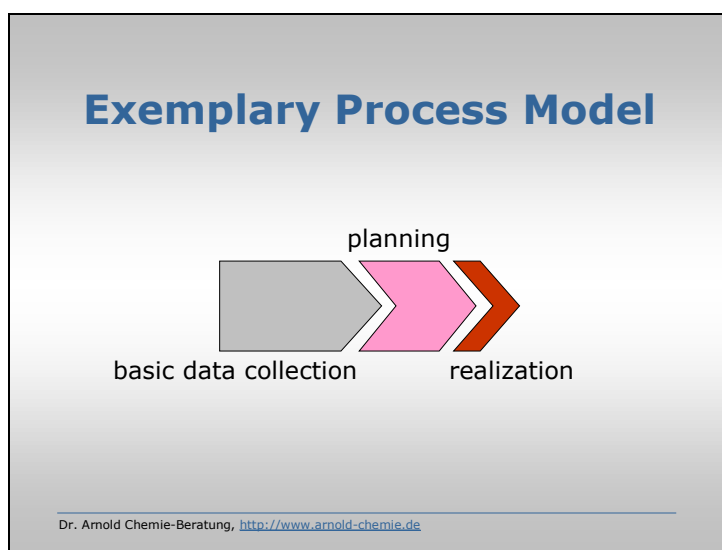 Exemplary Process Model
planning
basic data collection
realization
Dr. Arnold Chemie-Beratung, http://www.arnold-chemie.de